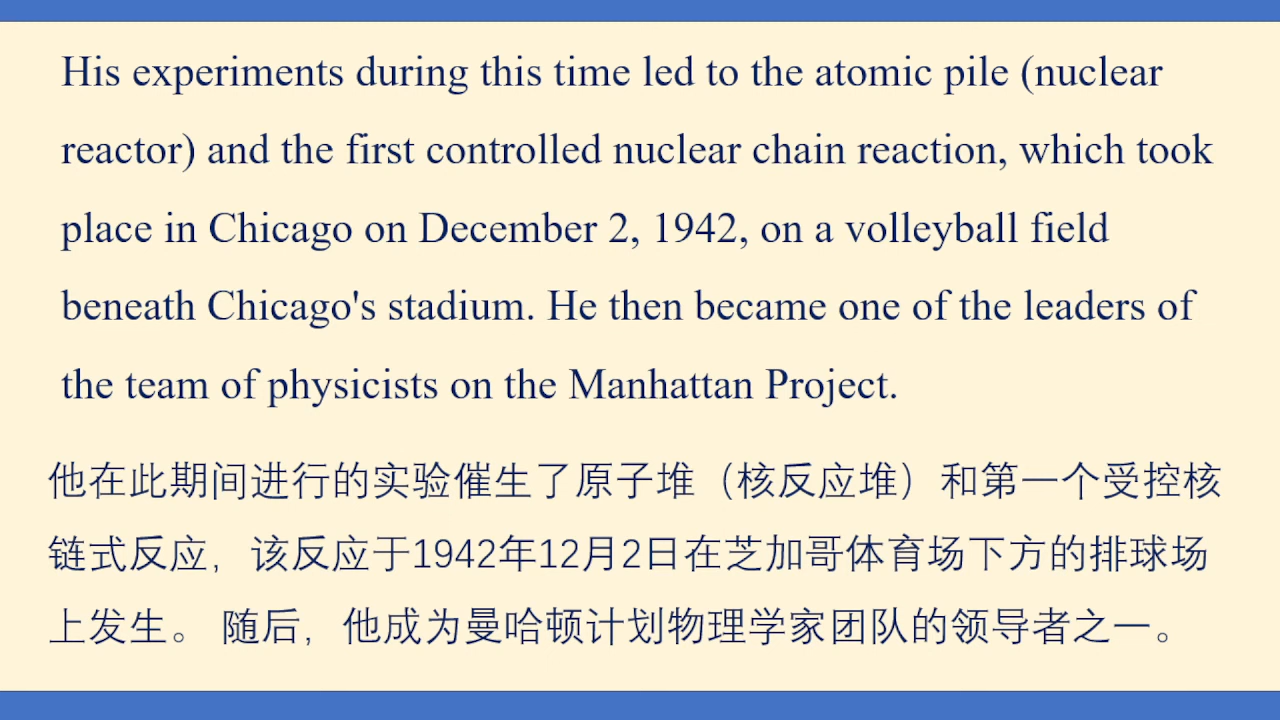 His experiments during this time led to the atomic pile (nuclear
reactor) and the first controlled nuclear chain reaction, which took
place in Chicago on December 2, 1942, on a volleyball field
beneath Chicago's stadium. He then became one of the leaders of
the team of physicists on the Manhattan Project.
他在此期间进行的实验催生了原子堆（核反应堆）和第一个受控核
链式反应，该反应于1942年12月2日在芝加哥体育场下方的排球场
上发生。 随后，他成为曼哈顿计划物理学家团队的领导者之一。